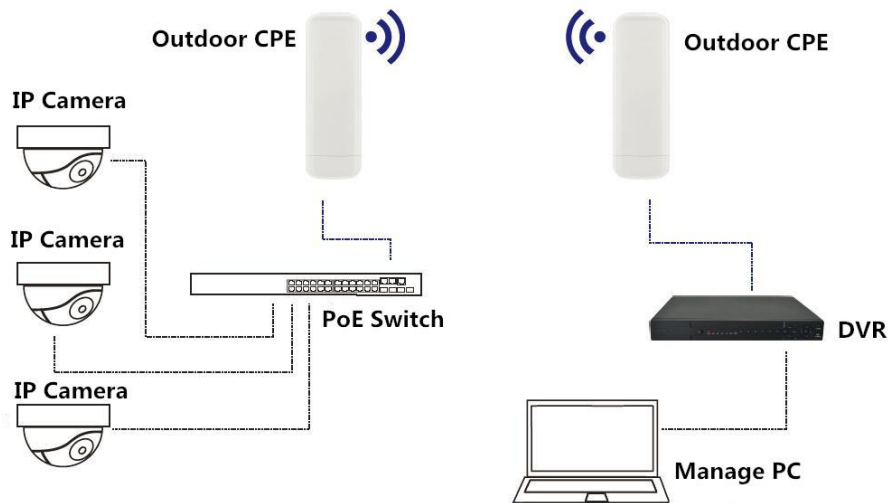 Outdoor CPE
Outdoor CPE
IP Camera
IP Camera
PoE Switch
DVR
IP Camera
Manage PC